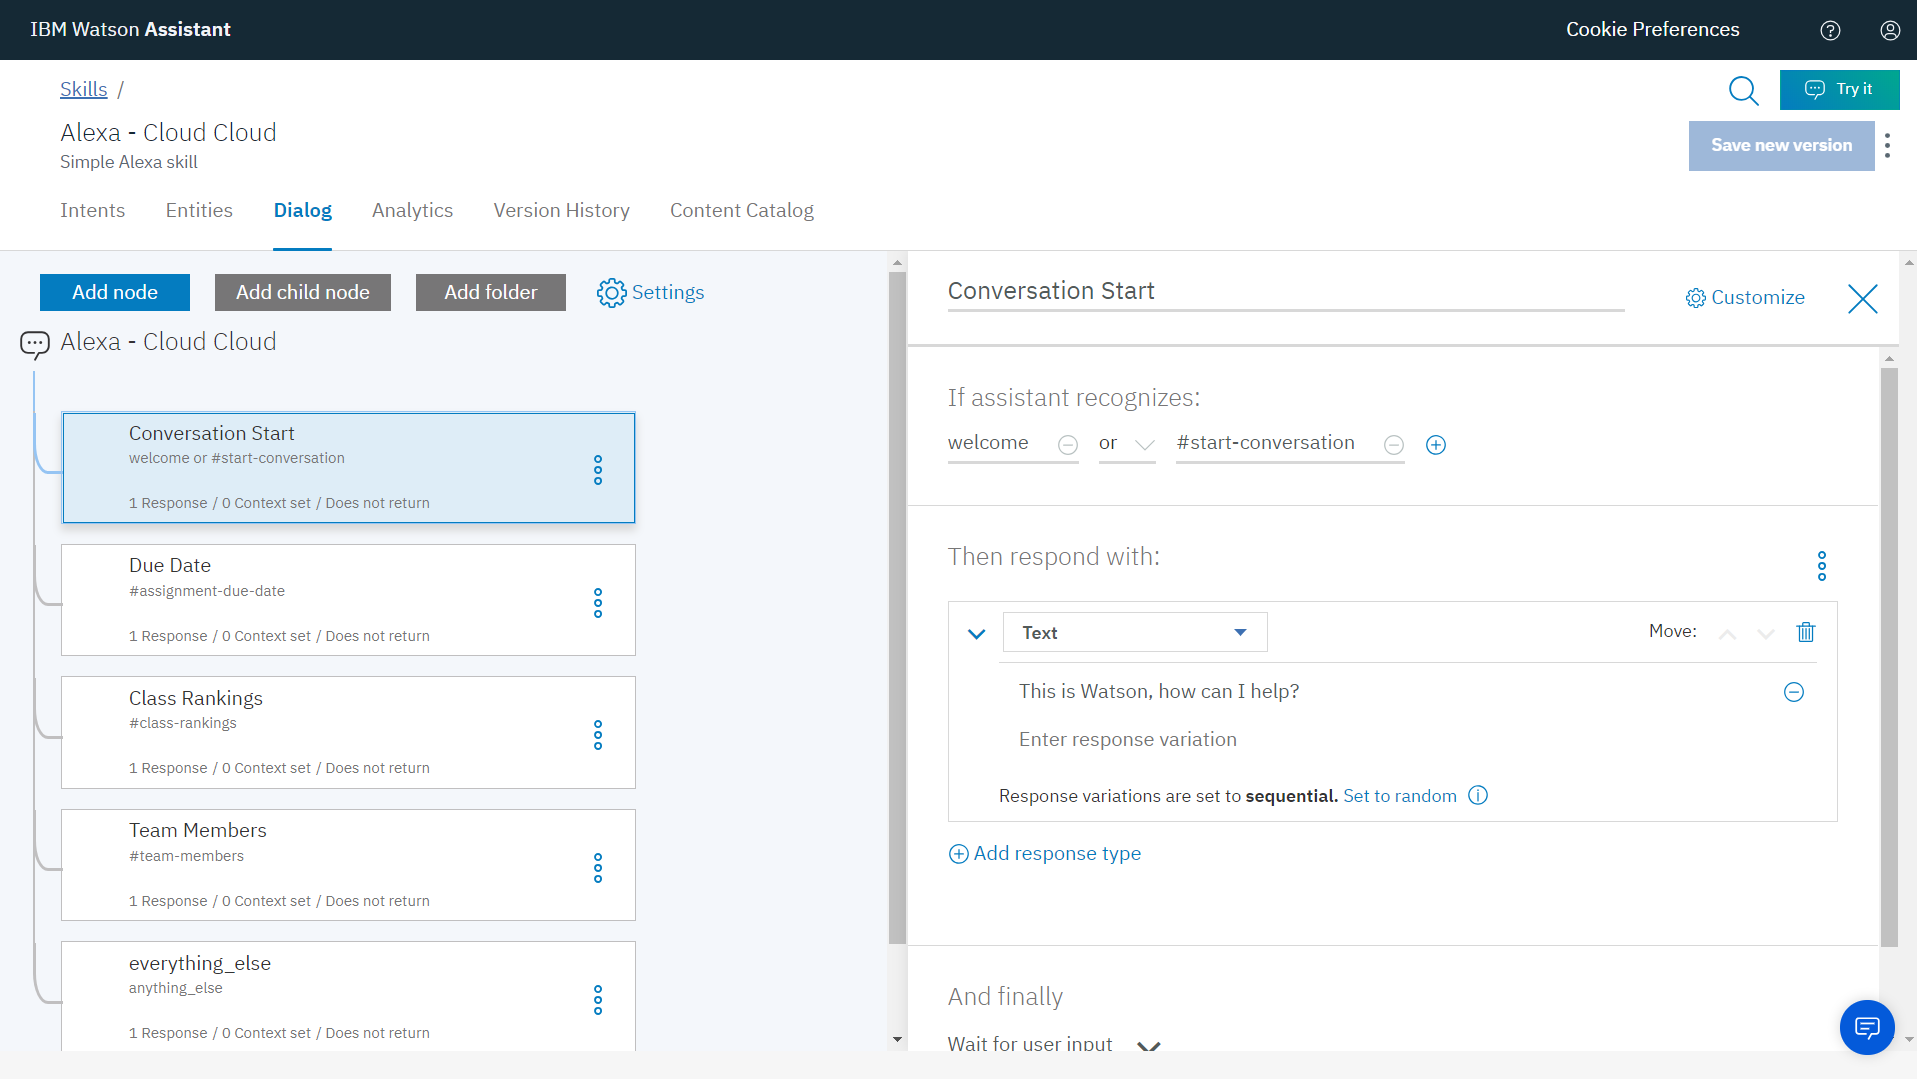 IBM Watson Assistant
Cookie Preferences
Skills /
Try it
Alexa - Cloud Cloud
Simple Alexa skill
Save new version
Intents
Entities
Dialog
Analytics
Version History
Content Catalog
Add node
Add child node
Add folder
Settings
Alexa - Cloud Cloud
Conversation Start
welcome or #start-conversation
1 Response / 0 Context set / Does not return
Due Date
#assignment-due-date
1 Response / 0 Context set / Does not return
Class Rankings
#class-rankings
1 Response / 0 Context set / Does not return
Team Members
#team-members
1 Response / 0 Context set / Does not return
everything_else
anything_else
1 Response / 0 Context set / Does not return
Conversation Start
Customize
If assistant recognizes:
welcome or #start-conversation
Then respond with:
Text
Move:
This is Watson, how can I help?
Enter response variation
Response variations are set to sequential. Set to random
Add response type
And finally
Wait for user input